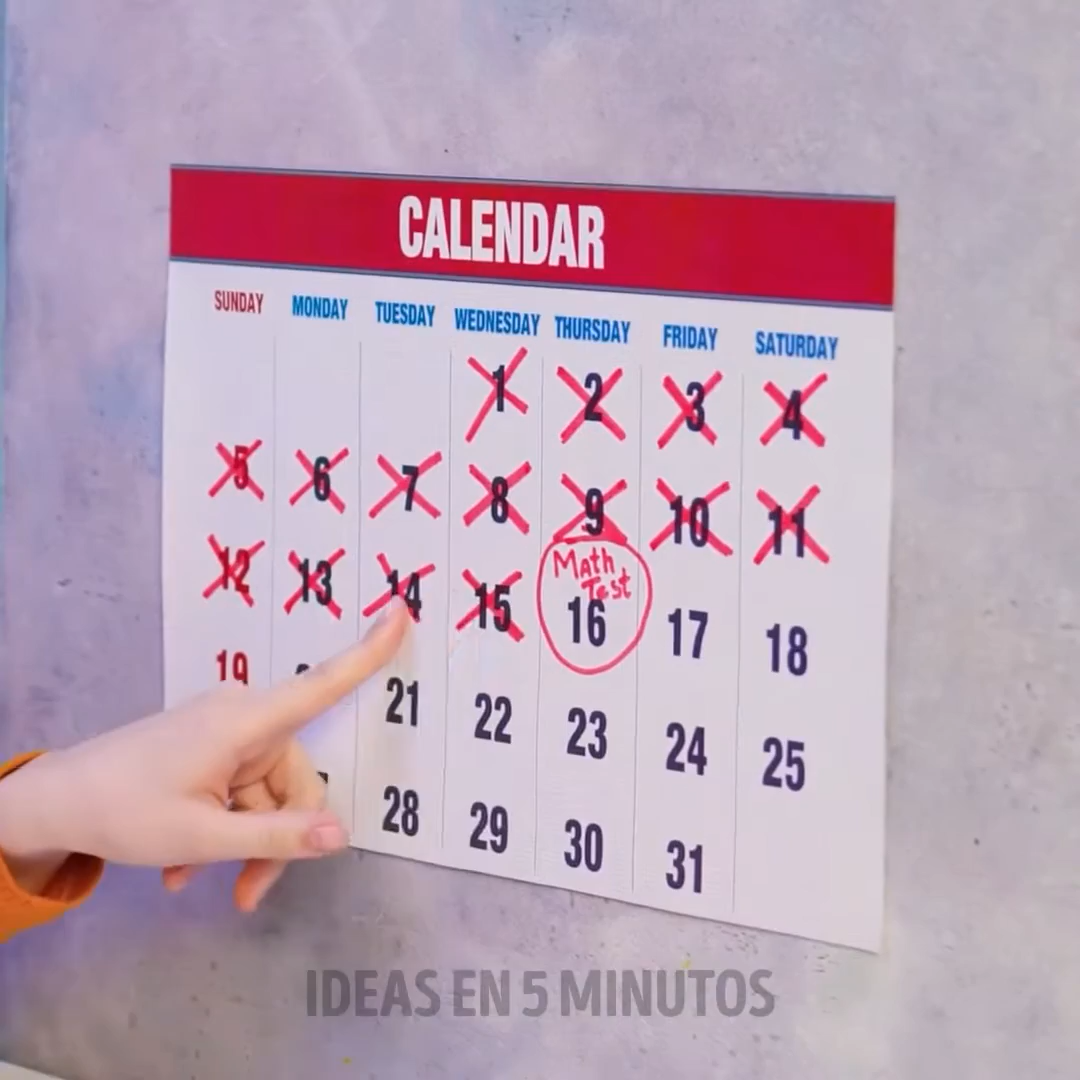 CALENDAR
SUNDAY MONDAY TUESDAY WEDNESDAY THURSDAY FRIDAY SATURDAY
1 2 3 4
5 6 7 8 9 10 11
Math
Test
12 13 14 15 16 17 18
19 21 22 23 24 25
28 29 30 31
IDEAS EN 5 MINUTOS